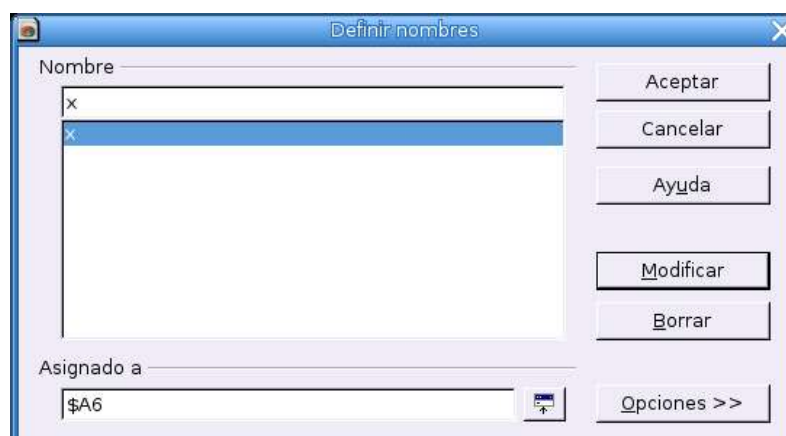 Definir nombres
Nombre
x
x
Aceptar
Cancelar
Ayuda
Modificar
Borrar
Asignado a
$A6
Opciones >>